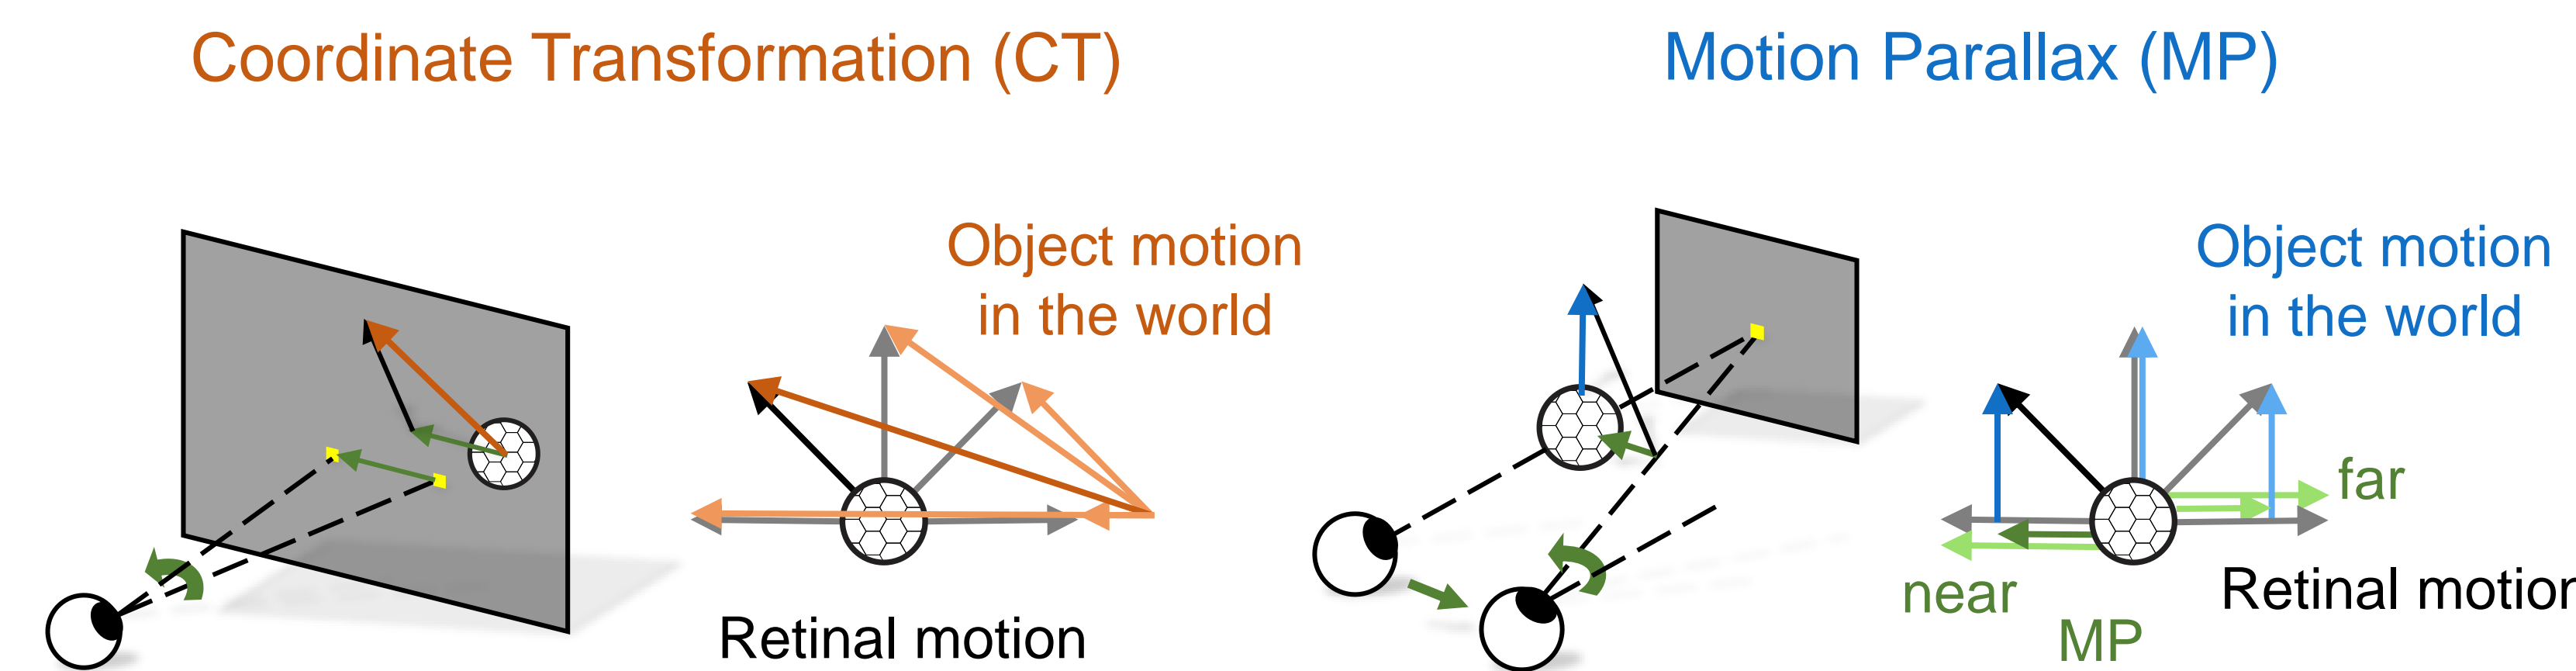 Coordinate Transformation (CT)
Object motion
in the world
Retinal motion
Motion Parallax (MP)
Object motion
in the world
far
near
Retinal motion
MP